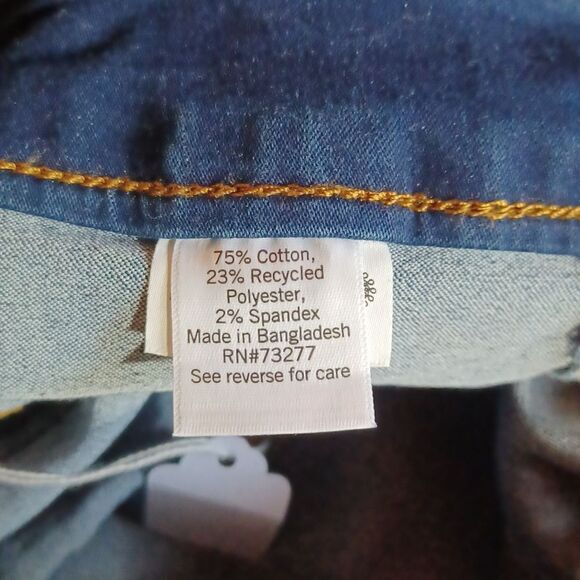 75% Cotton,
23% Recycled
Polyester,
2% Spandex
Made in Bangladesh
RN#73277
See reverse for care